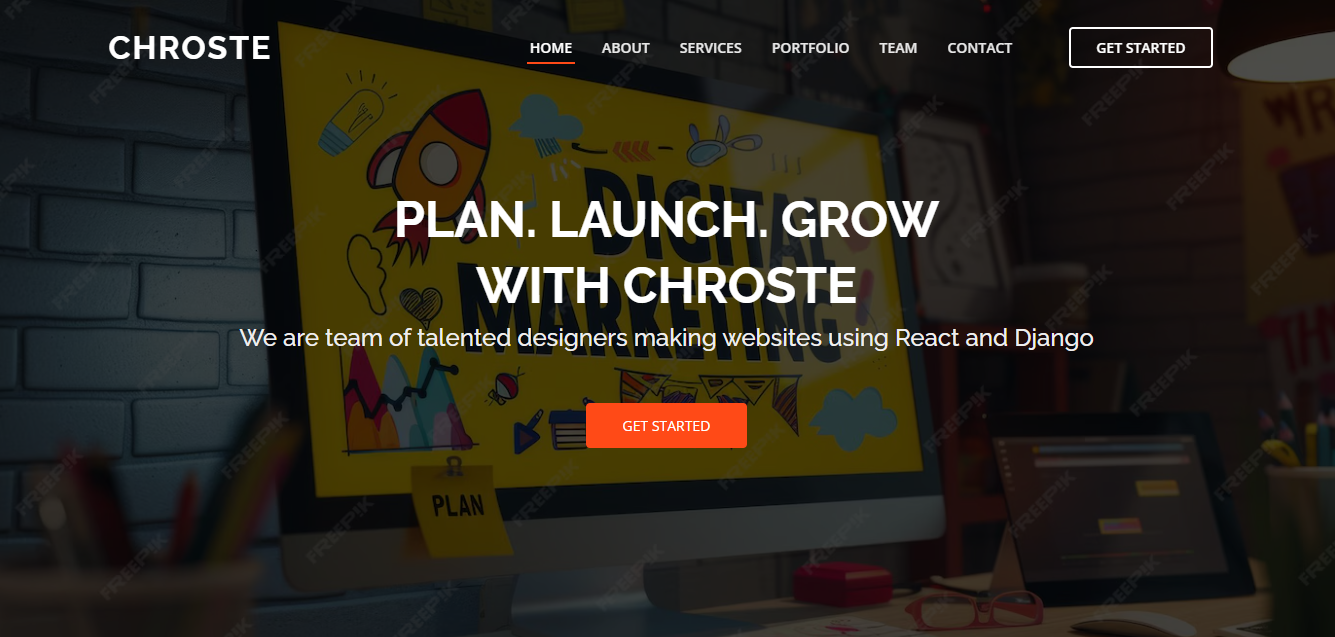 CHROSTE
HOME ABOUT SERVICES PORTFOLIO TEAM CONTACT GET STARTED
PLAN. LAUNCH. GROW
WITH CHROSTE
We are team of talented designers making websites using React and Django
GET STARTED
DIGITAL
MARKETING
PLAN
FREEPIK